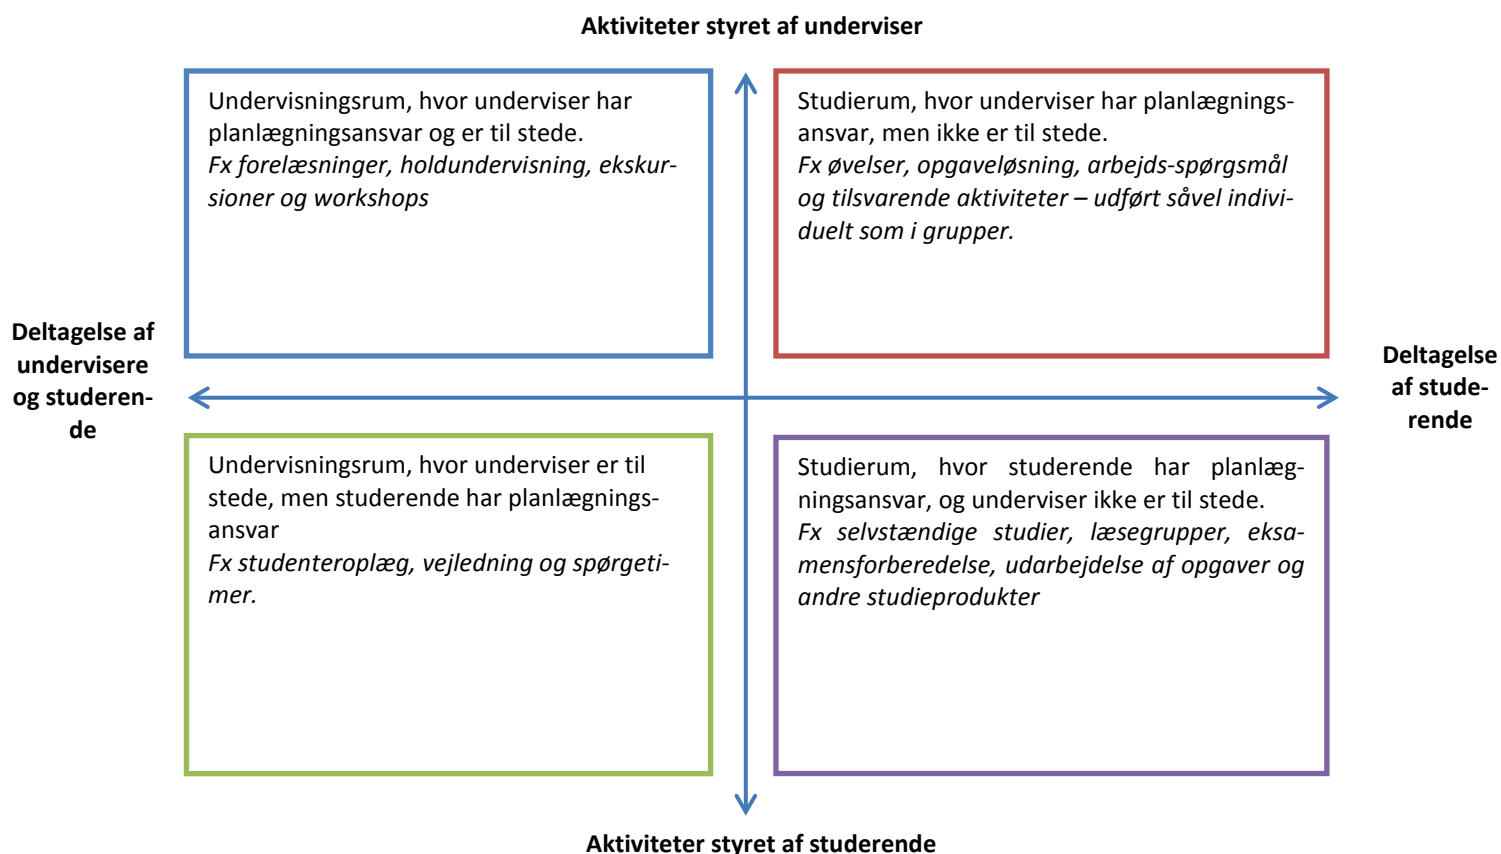 Aktiviteter styret af underviser
Undervisningsrum, hvor underviser har
planlægningsansvar og er til stede.
Fx forelæsninger, holdundervisning, ekskur-
sioner og workshops
Studierum, hvor underviser har planlægnings-
ansvar, men ikke er til stede.
Fx øvelser, opgaveløsning, arbejds-spørgsmål
og tilsvarende aktiviteter – udført såvel indivi-
duelt som i grupper.
Deltagelse af
undervisere
og studeren-
de
Deltagelse
af stude-
rende
Undervisningsrum, hvor underviser er til
stede, men studerende har planlægnings-
ansvar
Fx studenteroplæg, vejledning og spørgeti-
mer.
Studierum, hvor studerende har planlæg-
ningsansvar, og underviser ikke er til stede.
Fx selvstændige studier, læsegrupper, eksa-
mensforberedelse, udarbejdelse af opgaver og
andre studieprodukter
Aktiviteter styret af studerende